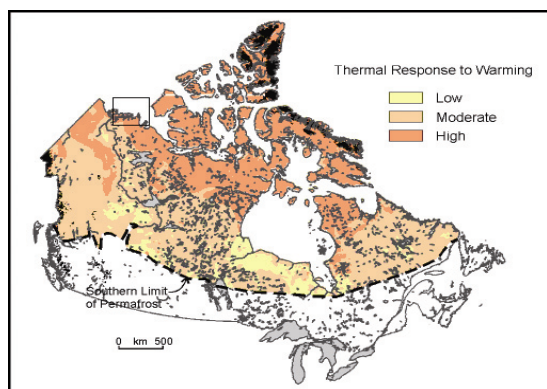 Thermal Response to Warming
Low
Moderate
High
Southern Limit
of Permafrost
0 km 500